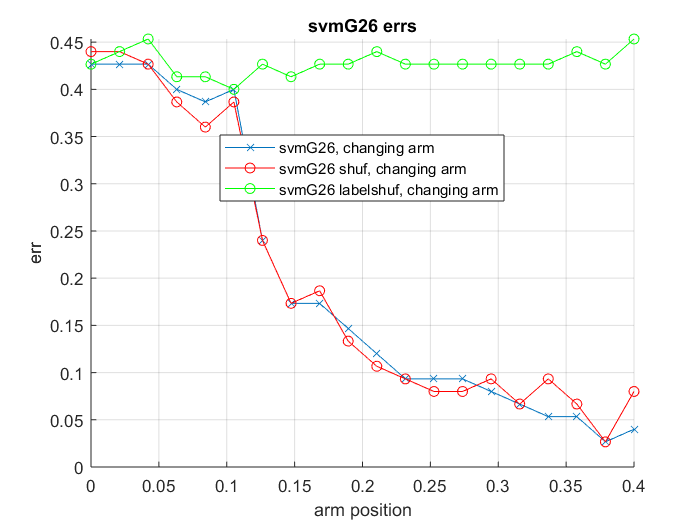 svmG26 errs
0.45
0.4
0.35
0.3
0.25
0.2
0.15
0.1
0.05
0
err
svmG26, changing arm
svmG26 shuf, changing arm
svmG26 labelshuf, changing arm
0 0.05 0.1 0.15 0.2 0.25 0.3 0.35 0.4
arm position